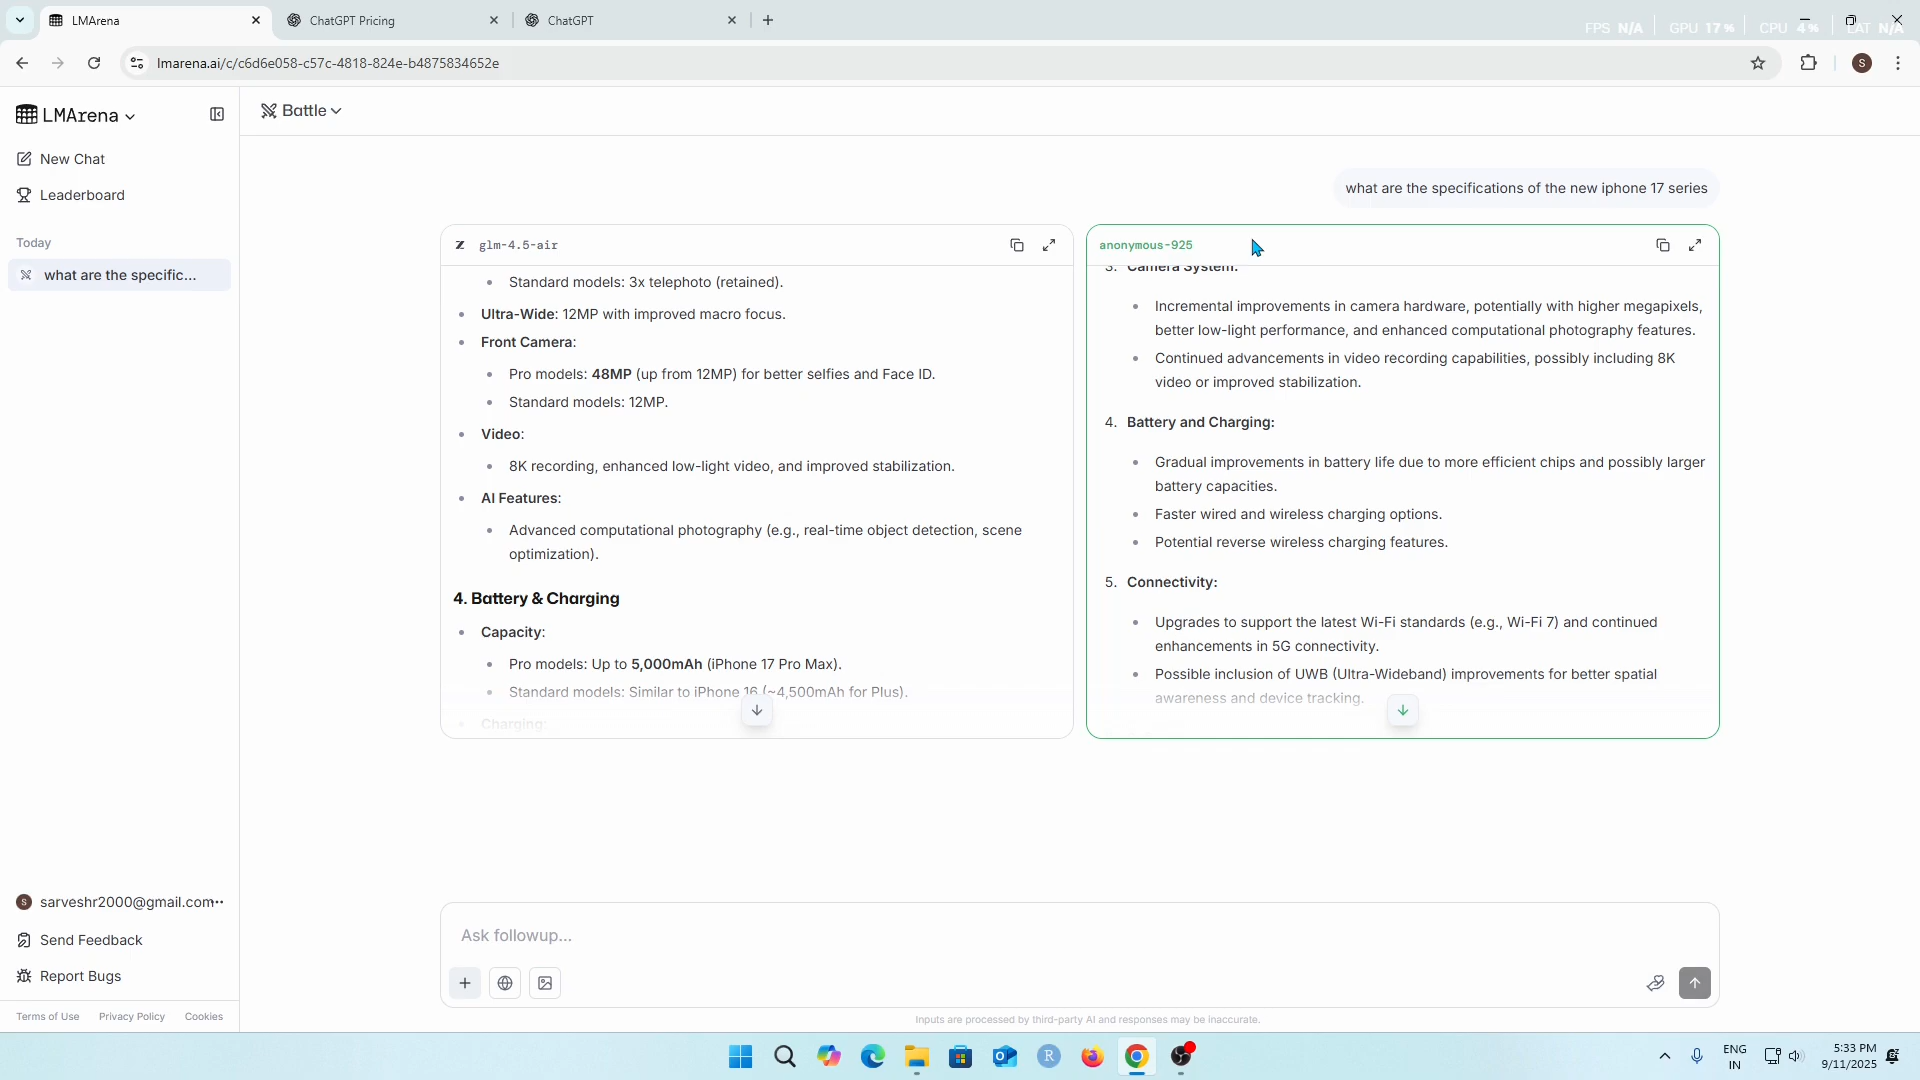 LMArena
ChatGPT Pricing
ChatGPT
FPS N/A
GPU 17 %
CPU 4 %
LAT N/A
lmarena.ai/c/c6d6e058-c57c-4818-824e-b4875834652e
S
LMArena
Battle
New Chat
Leaderboard
Today
what are the specific...
what are the specifications of the new iphone 17 series
Z glm-4.5-air
Standard models: 3x telephoto (retained).
Ultra-Wide: 12MP with improved macro focus.
Front Camera:
Pro models: 48MP (up from 12MP) for better selfies and Face ID.
Standard models: 12MP.
Video:
8K recording, enhanced low-light video, and improved stabilization.
AI Features:
Advanced computational photography (e.g., real-time object detection, scene
optimization).
4. Battery & Charging
Capacity:
Pro models: Up to 5,000mAh (iPhone 17 Pro Max).
Standard models: Similar to iPhone 16 (~4,500mAh for Plus).
Charging:
anonymous-925
3. Camera System:
Incremental improvements in camera hardware, potentially with higher megapixels,
better low-light performance, and enhanced computational photography features.
Continued advancements in video recording capabilities, possibly including 8K
video or improved stabilization.
4. Battery and Charging:
Gradual improvements in battery life due to more efficient chips and possibly larger
battery capacities.
Faster wired and wireless charging options.
Potential reverse wireless charging features.
5. Connectivity:
Upgrades to support the latest Wi-Fi standards (e.g., Wi-Fi 7) and continued
enhancements in 5G connectivity.
Possible inclusion of UWB (Ultra-Wideband) improvements for better spatial
awareness and device tracking.
S sarveshr2000@gmail.com...
Send Feedback
Report Bugs
Terms of Use
Privacy Policy
Cookies
Ask followup...
Inputs are processed by third-party AI and responses may be inaccurate.
R
ENG
IN
5:33 PM
9/11/2025